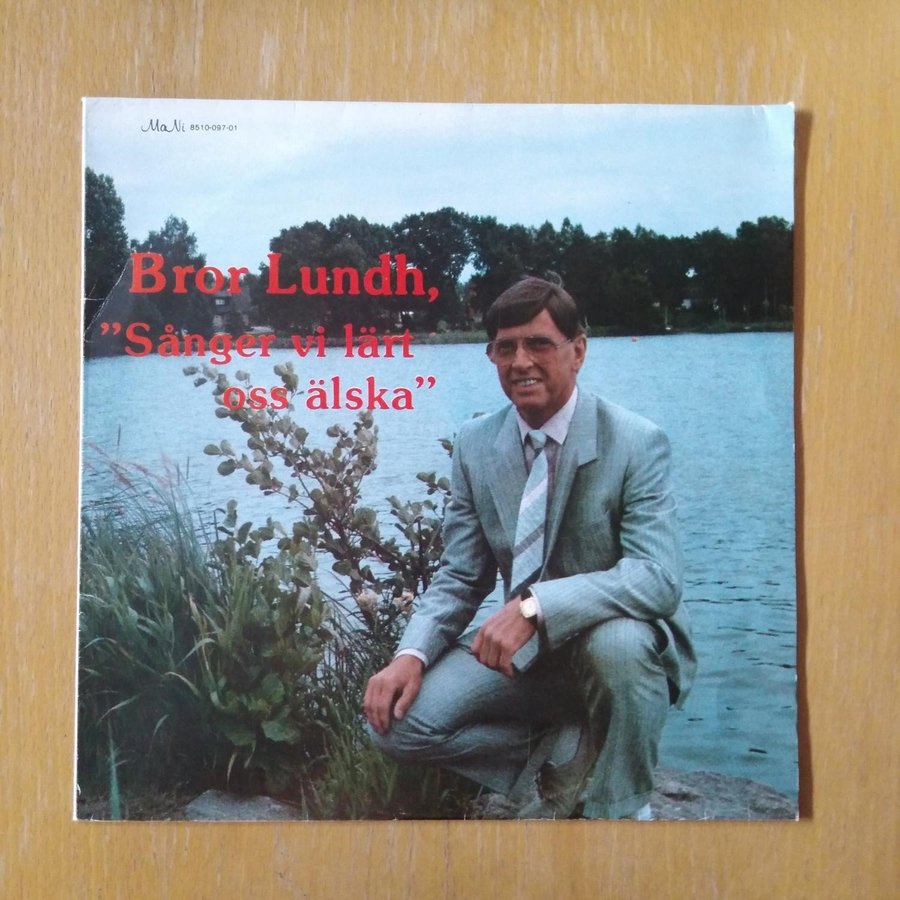 MaNi 8510-097-01
Bror Lundh,
”Sånger vi lärt
oss älska”